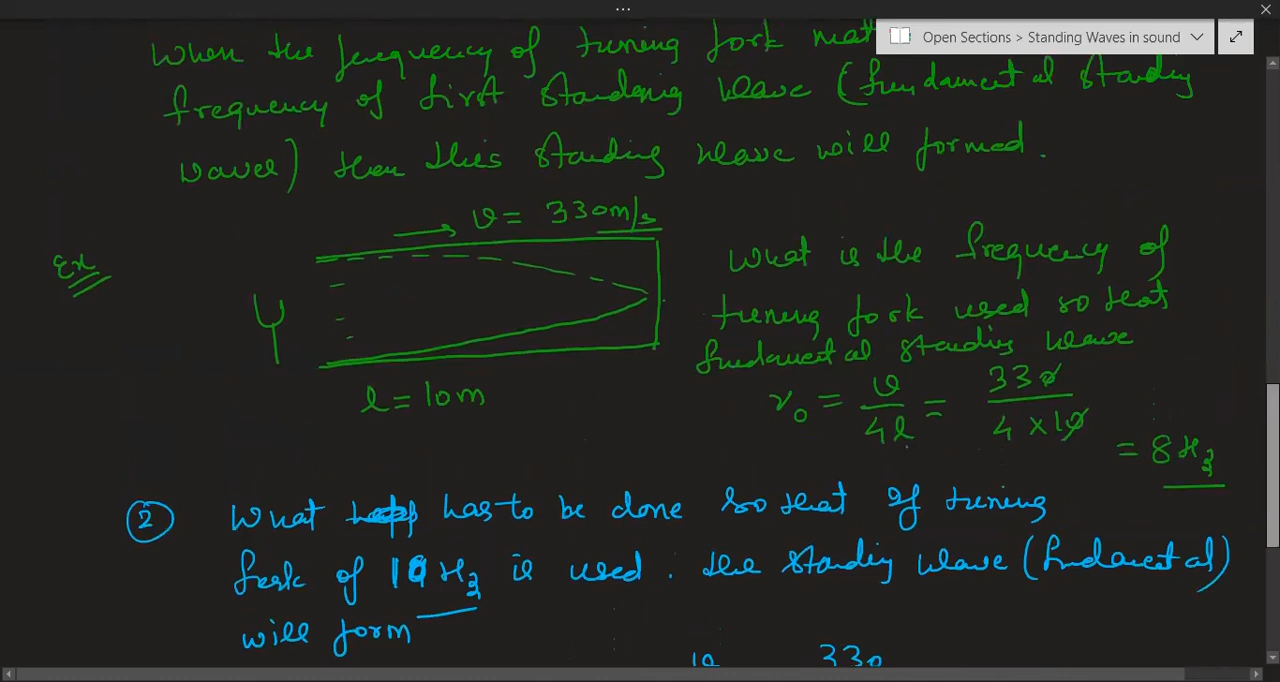 When the frequency of tuning fork mat
Open Sections > Standing Waves in sound
frequency of first standing wave (fundamental standing
wave) then this standing wave will formed.
Ex
v = 330m/s
l = 10m
What is the frequency of
tuning fork used so that
fundamental standing wave
ν₀ = v/4l = 330/4×10
= 8Hz
② What has to be done so that if tuning
fork of 10Hz is used. the standing wave (fundamental)
will form
330